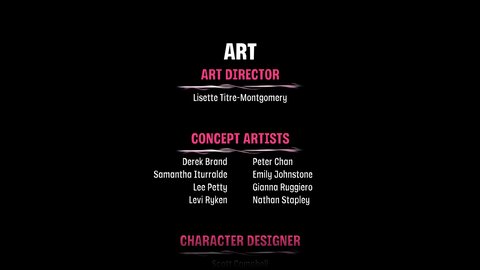 ART
ART DIRECTOR
Lisette Titre-Montgomery
CONCEPT ARTISTS
Derek Brand Peter Chan
Samantha Iturralde Emily Johnstone
Lee Petty Gianna Ruggiero
Levi Ryken Nathan Stapley
CHARACTER DESIGNER